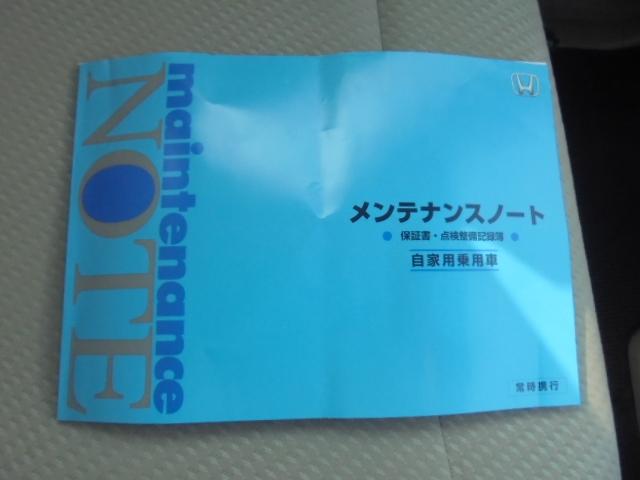 maintenance
NOTE
メンテナンスノート
● 保証書・点検整備記録簿 ●
自家用乗用車
常時携行